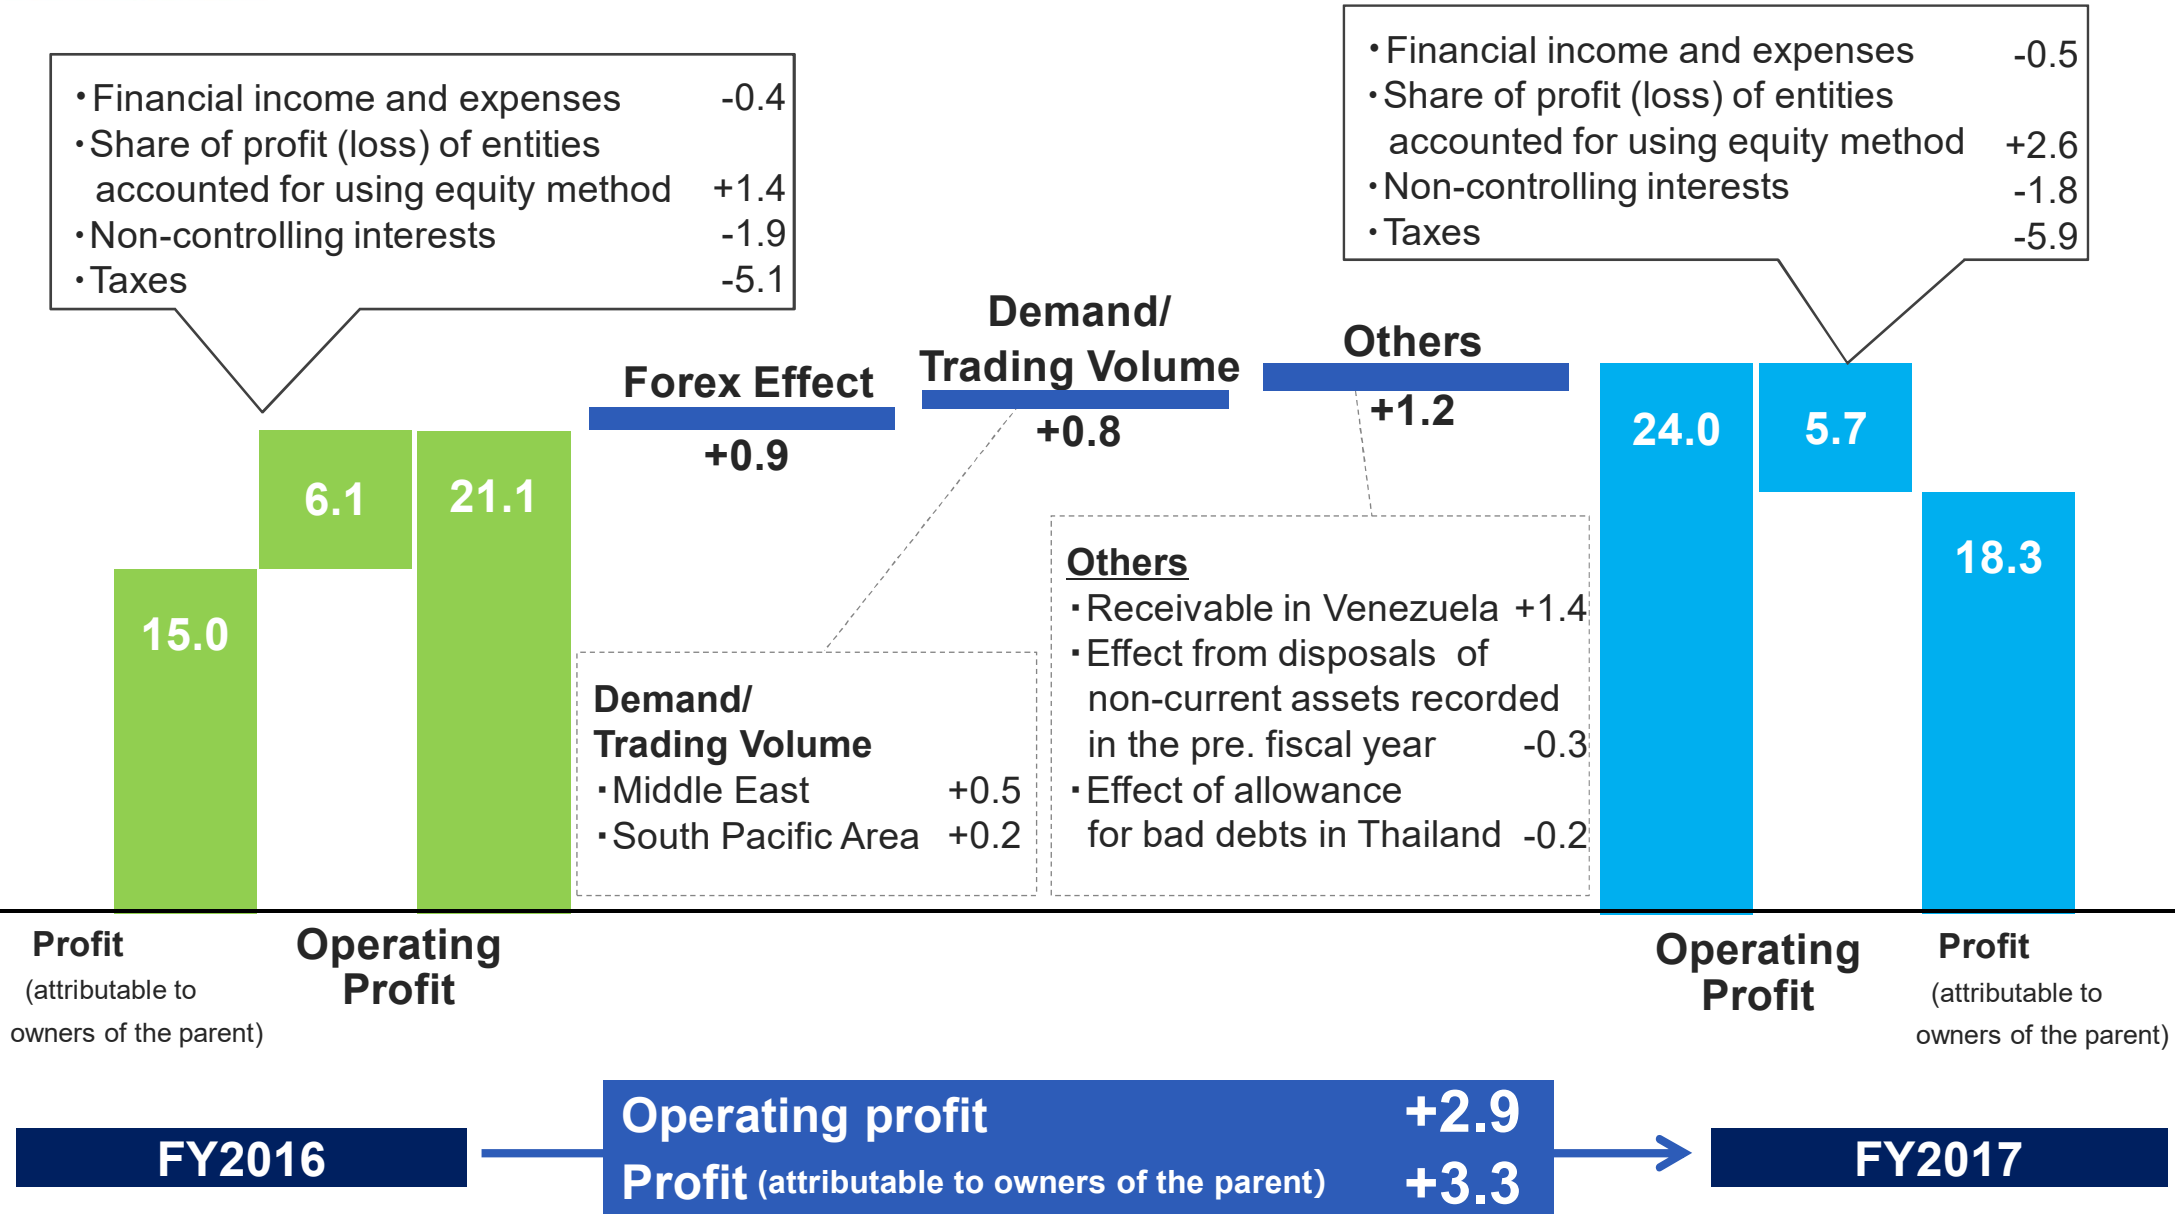 ・Financial income and expenses -0.4
・Share of profit (loss) of entities
accounted for using equity method +1.4
・Non-controlling interests -1.9
・Taxes -5.1
・Financial income and expenses -0.5
・Share of profit (loss) of entities
accounted for using equity method +2.6
・Non-controlling interests -1.8
・Taxes -5.9
15.0
6.1
21.1
Forex Effect
+0.9
Demand/
Trading Volume
+0.8
Others
+1.2
24.0
5.7
18.3
Demand/
Trading Volume
・Middle East +0.5
・South Pacific Area +0.2
Others
・Receivable in Venezuela +1.4
・Effect from disposals of
non-current assets recorded
in the pre. fiscal year -0.3
・Effect of allowance
for bad debts in Thailand -0.2
Profit
(attributable to
owners of the parent)
Operating
Profit
Operating
Profit
Profit
(attributable to
owners of the parent)
FY2016
Operating profit +2.9
Profit (attributable to owners of the parent) +3.3
FY2017